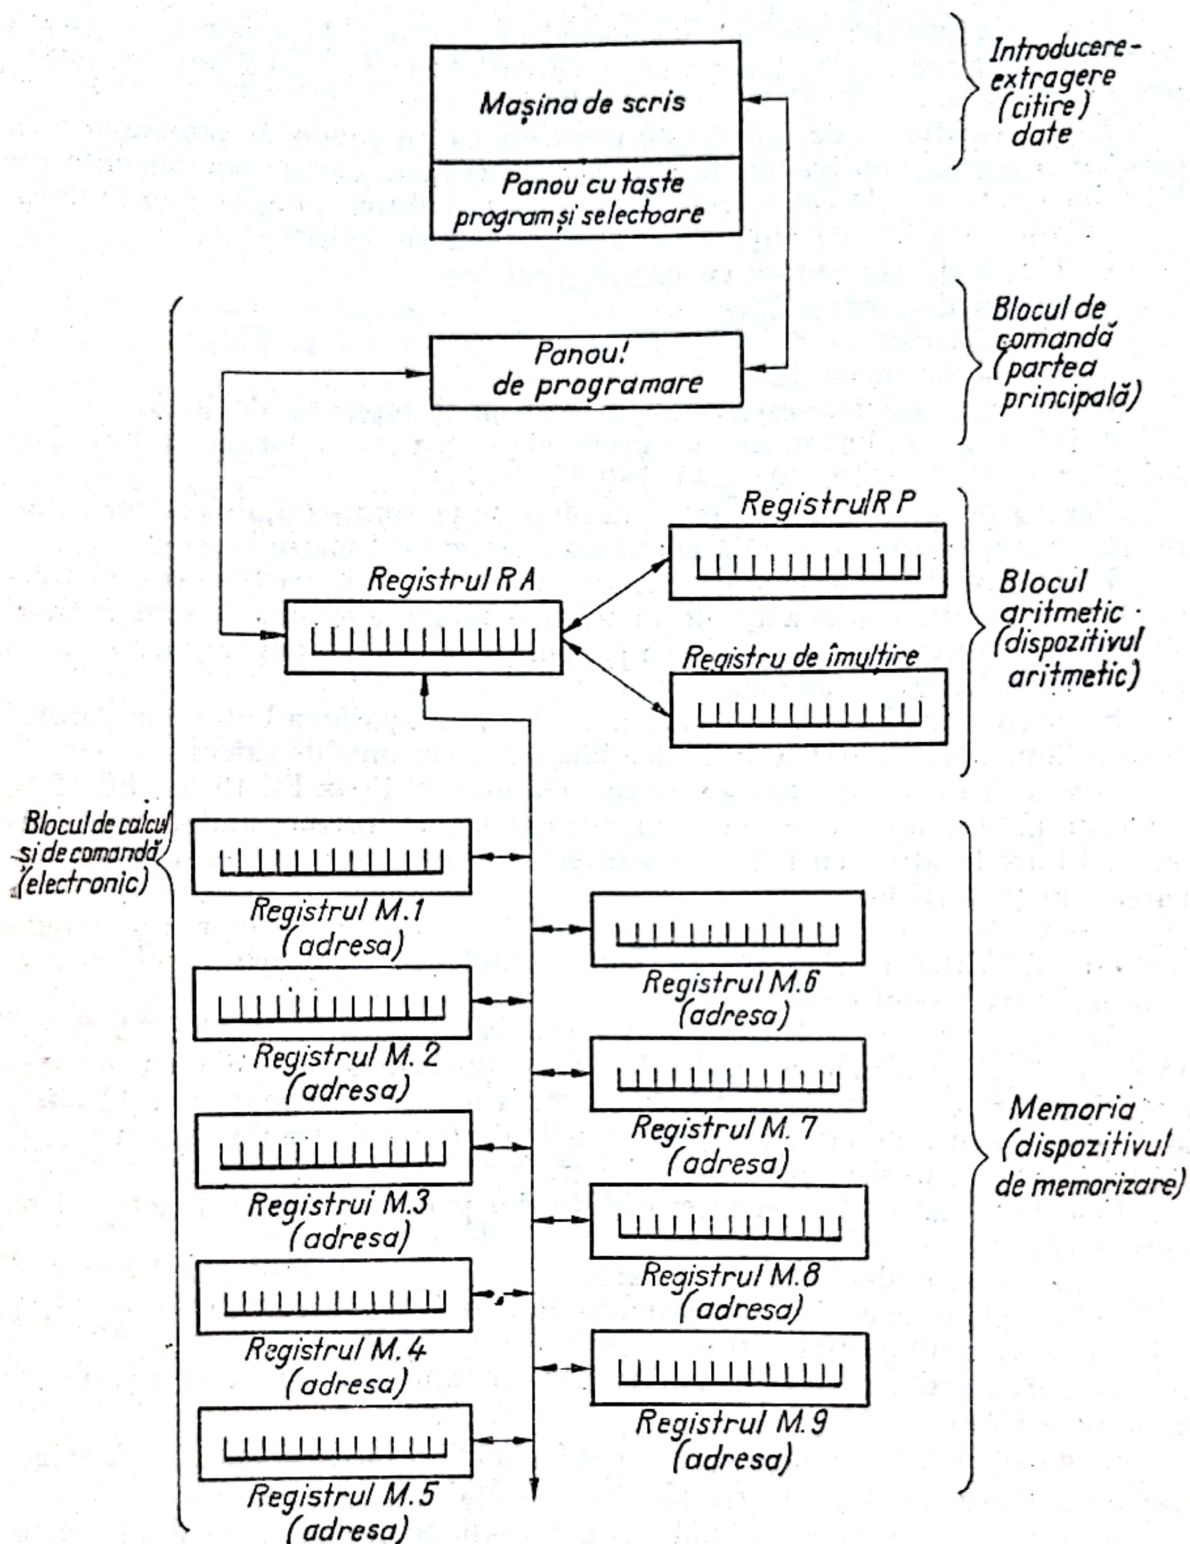 Mașina de scris
Panou cu taste
program și selectoare
Introducere-
extragere
(citire)
date
Panou!
de programare
Blocul de
comandă
(partea
principală)
Registrul R P
Registrul R A
Registru de îmulțire
Blocul
aritmetic
(dispozitivul
aritmetic)
Blocul de calcul
și de comandă
(electronic)
Registrul M.1
(adresa)
Registrul M.6
(adresa)
Registrul M. 2
(adresa)
Registrul M. 7
(adresa)
Registrui M.3
(adresa)
Registrul M.8
(adresa)
Registrul M. 4
(adresa)
Registrul M.9
(adresa)
Registrul M. 5
(adresa)
Memoria
(dispozitivul
de memorizare)